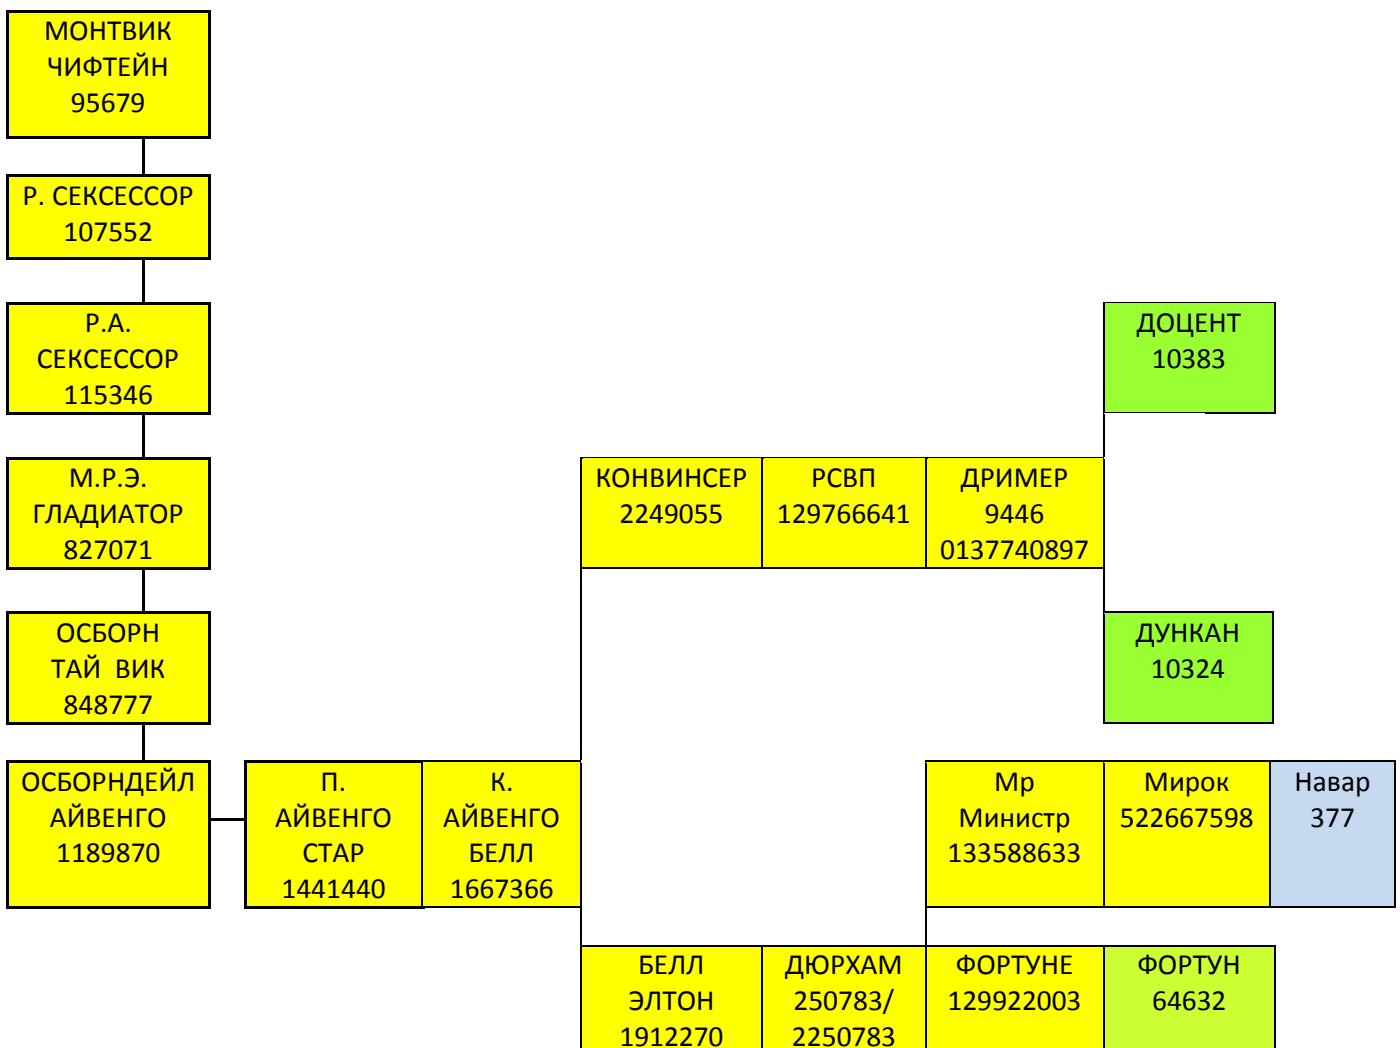 МОНТВИК
ЧИФТЕЙН
95679
Р. СЕКСЕССОР
107552
Р.А.
СЕКСЕССОР
115346
ДОЦЕНТ
10383
М.Р.Э.
ГЛАДИАТОР
827071
КОНВИНСЕР
2249055
РСВП
129766641
ДРИМЕР
9446
0137740897
ОСБОРН
ТАЙ ВИК
848777
ДУНКАН
10324
ОСБОРНДЕЙЛ
АЙВЕНГО
1189870
П.
АЙВЕНГО
СТАР
1441440
К.
АЙВЕНГО
БЕЛЛ
1667366
Мр
Министр
133588633
Мирок
522667598
Навар
377
БЕЛЛ
ЭЛТОН
1912270
ДЮРХАМ
250783/
2250783
ФОРТУНЕ
129922003
ФОРТУН
64632